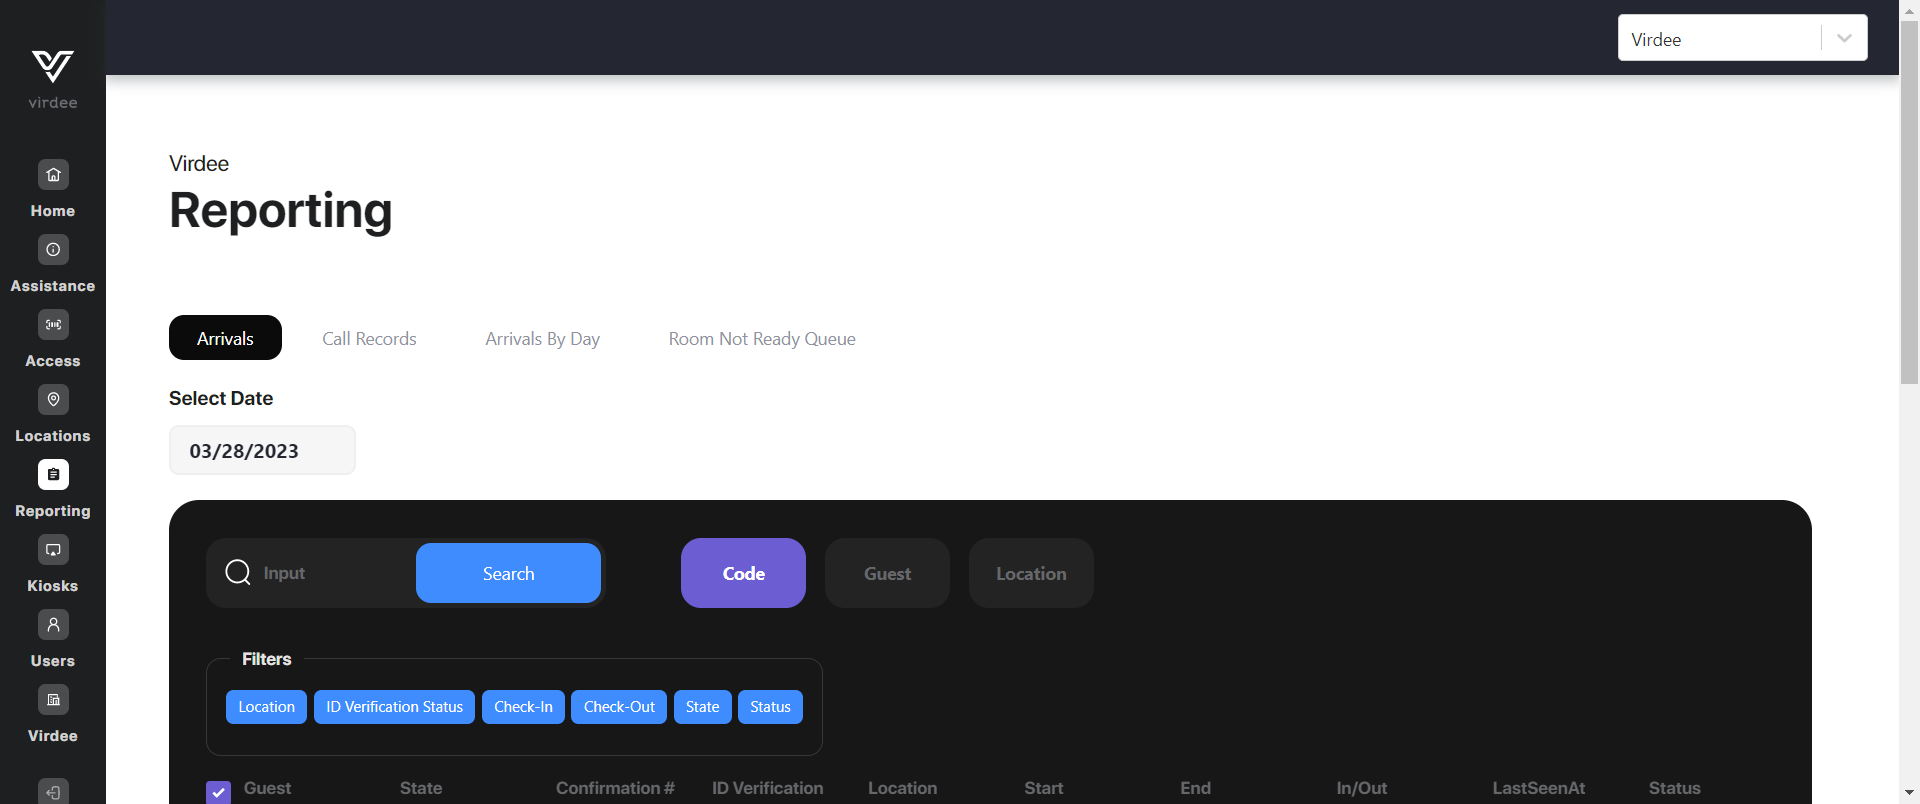 virdee
Home
Assistance
Access
Locations
Reporting
Kiosks
Users
Virdee
Virdee
Virdee
Reporting
Arrivals Call Records Arrivals By Day Room Not Ready Queue
Select Date
03/28/2023
Input Search Code Guest Location
Filters
Location ID Verification Status Check-In Check-Out State Status
Guest State Confirmation # ID Verification Location Start End In/Out LastSeenAt Status